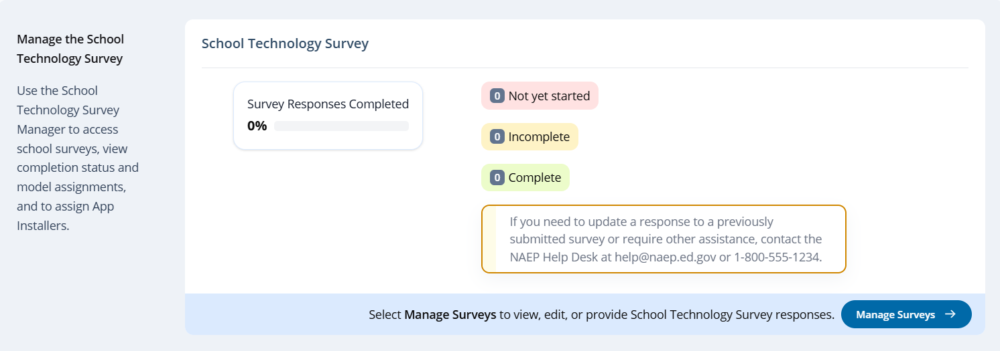 Manage the School
Technology Survey
Use the School
Technology Survey
Manager to access
school surveys, view
completion status and
model assignments,
and to assign App
Installers.
School Technology Survey
Survey Responses Completed
0%
0 Not yet started
0 Incomplete
0 Complete
If you need to update a response to a previously
submitted survey or require other assistance, contact the
NAEP Help Desk at help@naep.ed.gov or 1-800-555-1234.
Select Manage Surveys to view, edit, or provide School Technology Survey responses.
Manage Surveys →